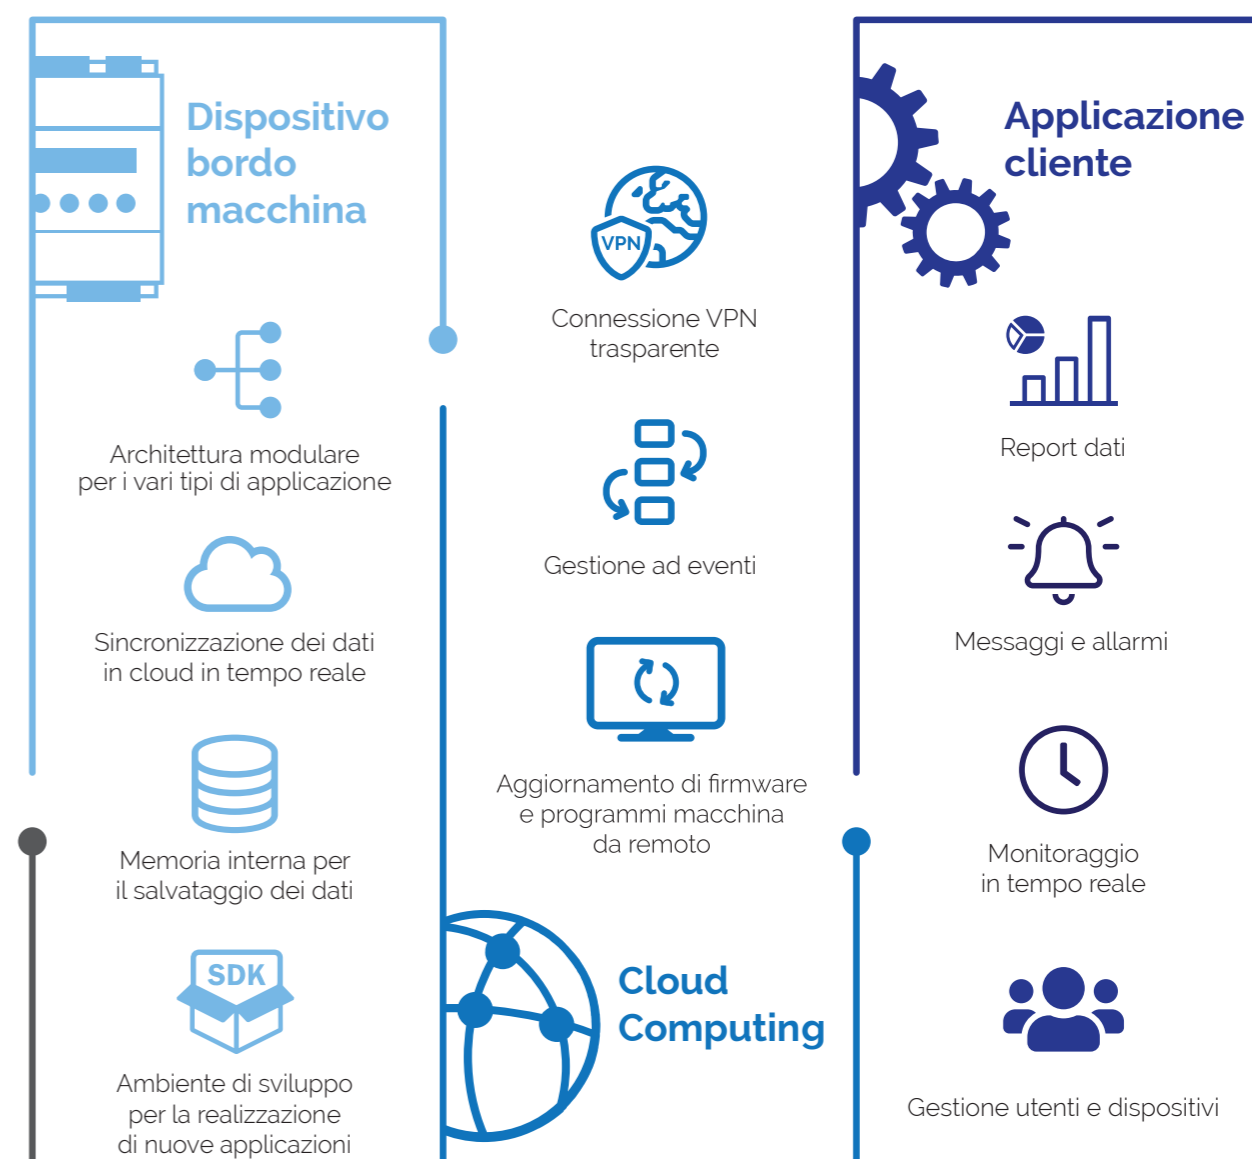 Dispositivo
bordo
macchina
Architettura modulare
per i vari tipi di applicazione
Sincronizzazione dei dati
in cloud in tempo reale
Memoria interna per
il salvataggio dei dati
SDK
Ambiente di sviluppo
per la realizzazione
di nuove applicazioni
VPN
Connessione VPN
trasparente
Gestione ad eventi
Aggiornamento di firmware
e programmi macchina
da remoto
Cloud
Computing
Applicazione
cliente
Report dati
Messaggi e allarmi
Monitoraggio
in tempo reale
Gestione utenti e dispositivi